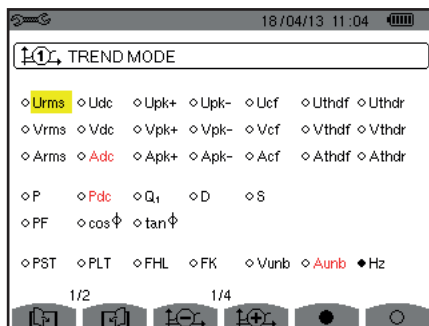 18/04/13 11:04
1 TREND MODE
Urms Udc Upk+ Upk- Ucf Uthdf Uthdr
Vrms Vdc Vpk+ Vpk- Vcf Vthdf Vthdr
Arms Adc Apk+ Apk- Acf Athdf Athdr
P Pdc Q₁ D S
PF cosΦ tanΦ
PST PLT FHL FK Vunb Aunb Hz
1/2 1/4